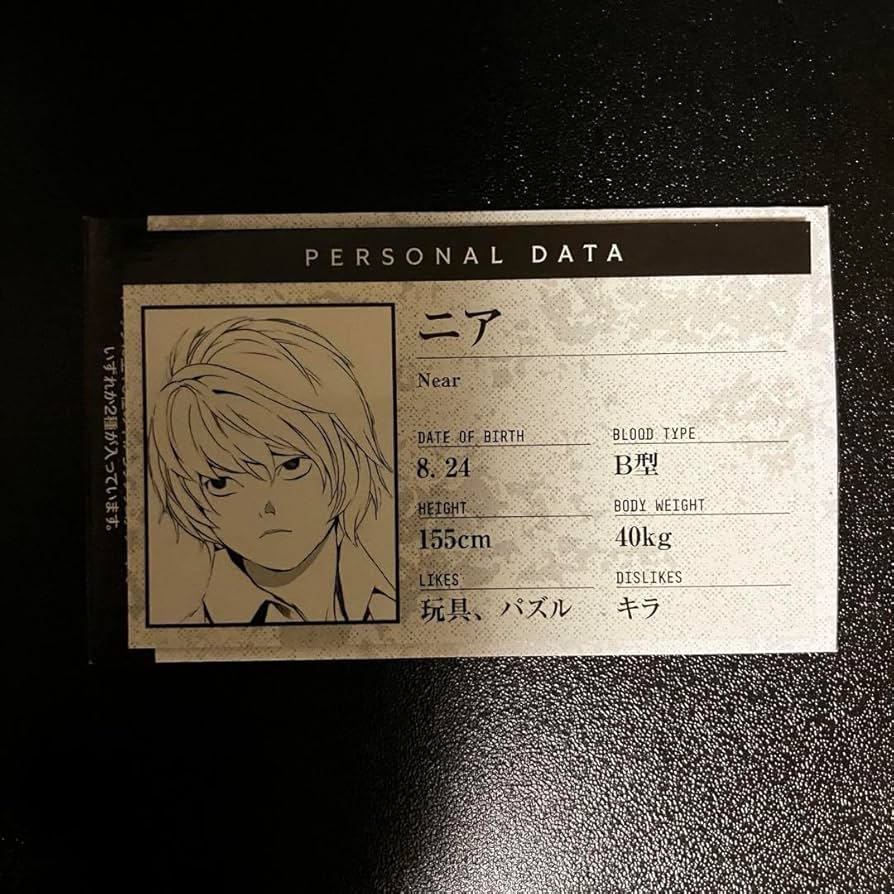 PERSONAL DATA
ニア
Near
DATE OF BIRTH
8. 24
BLOOD TYPE
B型
HEIGHT
155cm
BODY WEIGHT
40kg
LIKES
玩具、パズル
DISLIKES
キラ
いずれか2種が入っています。